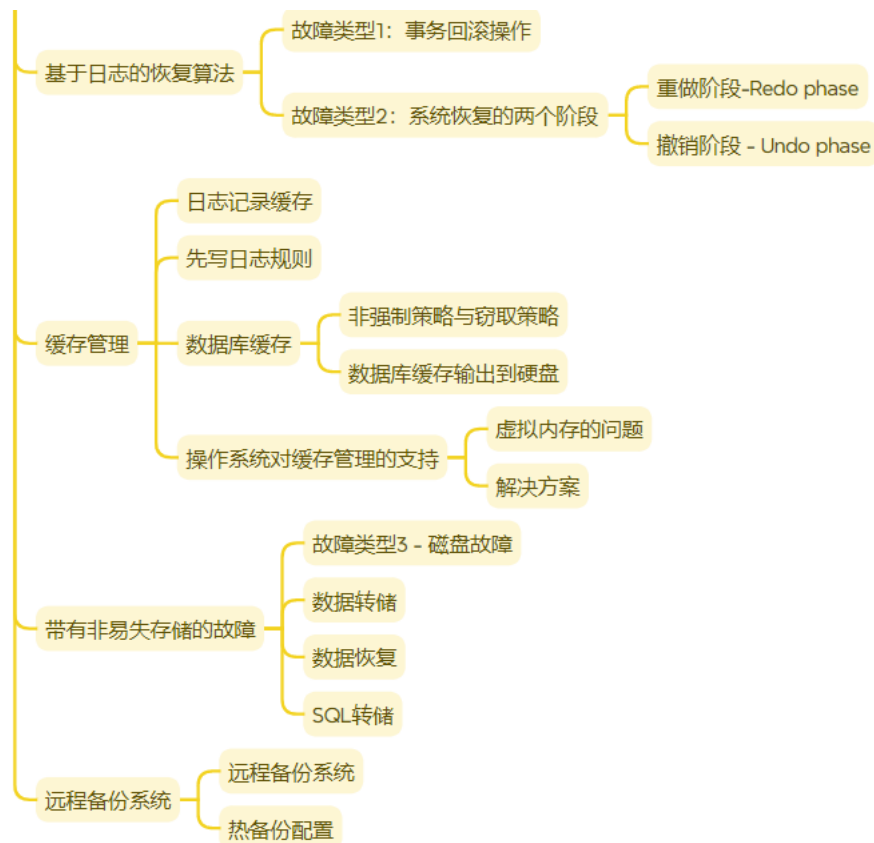 基于日志的恢复算法
故障类型1：事务回滚操作
故障类型2：系统恢复的两个阶段
重做阶段-Redo phase
撤销阶段 - Undo phase
缓存管理
日志记录缓存
先写日志规则
数据库缓存
非强制策略与窃取策略
数据库缓存输出到硬盘
操作系统对缓存管理的支持
虚拟内存的问题
解决方案
带有非易失存储的故障
故障类型3 - 磁盘故障
数据转储
数据恢复
SQL转储
远程备份系统
远程备份系统
热备份配置